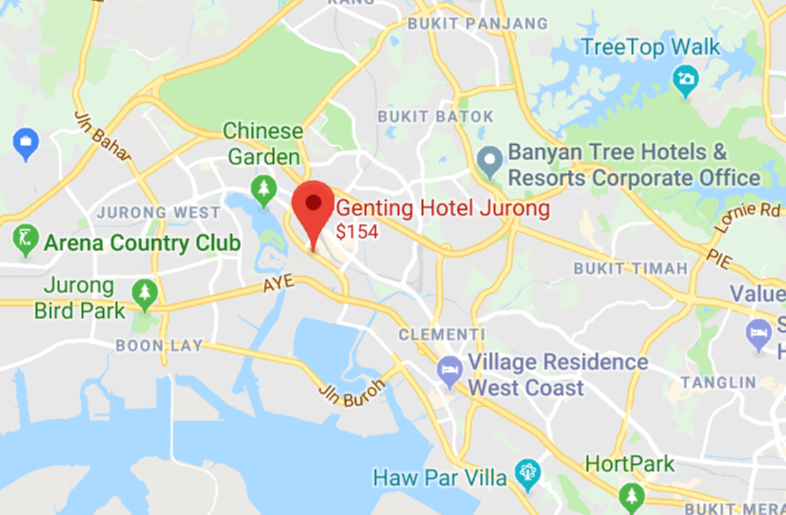 KANG
BUKIT PANJANG
TreeTop Walk
Jln Bahar
BUKIT BATOK
Chinese
Garden
Banyan Tree Hotels &
Resorts Corporate Office
JURONG WEST
Genting Hotel Jurong
$154
Lornie Rd
Arena Country Club
PIE
BUKIT TIMAH
Jurong
Bird Park
AYE
Value
S
H
BOON LAY
CLEMENTI
Village Residence
West Coast
TANGLIN
Jln Buroh
Haw Par Villa
HortPark
BUKIT MERA